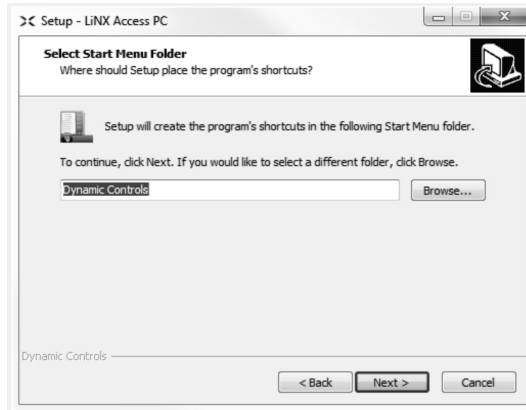 Setup - LiNX Access PC
Select Start Menu Folder
Where should Setup place the program's shortcuts?
Setup will create the program's shortcuts in the following Start Menu folder.
To continue, click Next. If you would like to select a different folder, click Browse.
Dynamic Controls
Browse...
Dynamic Controls
< Back
Next >
Cancel